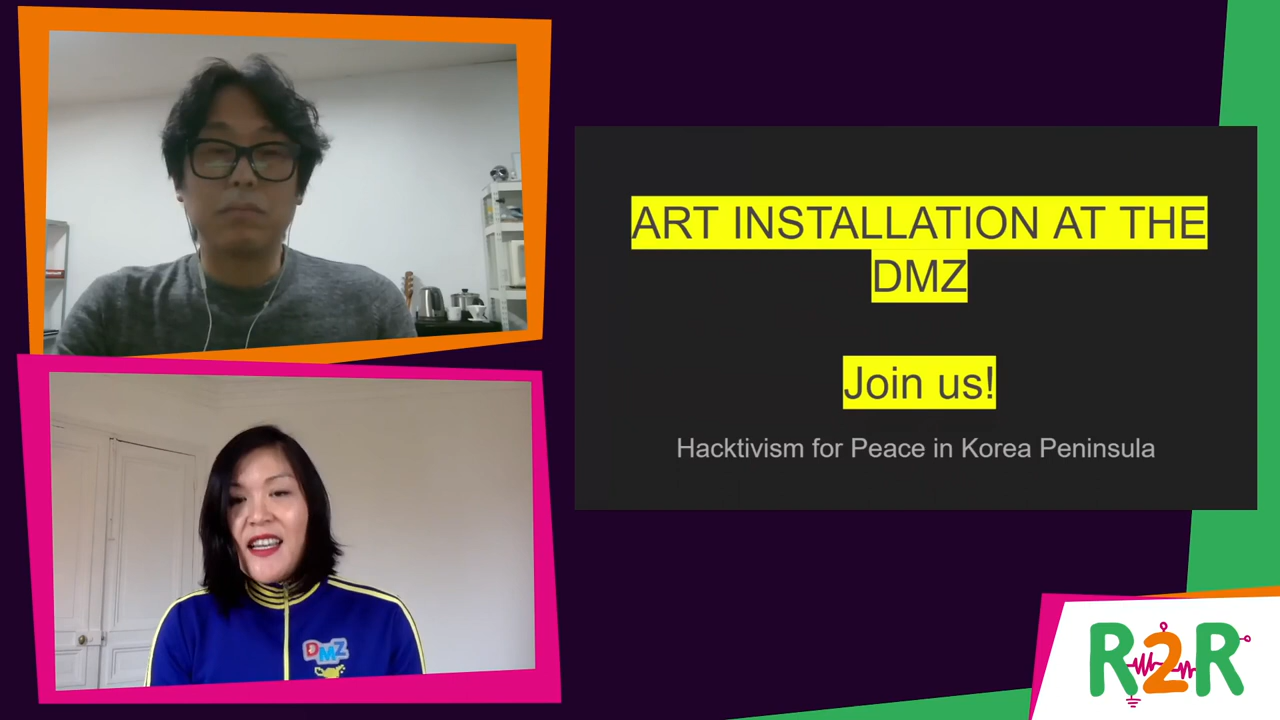 ART INSTALLATION AT THE
DMZ
Join us!
Hacktivism for Peace in Korea Peninsula
DMZ
R2R